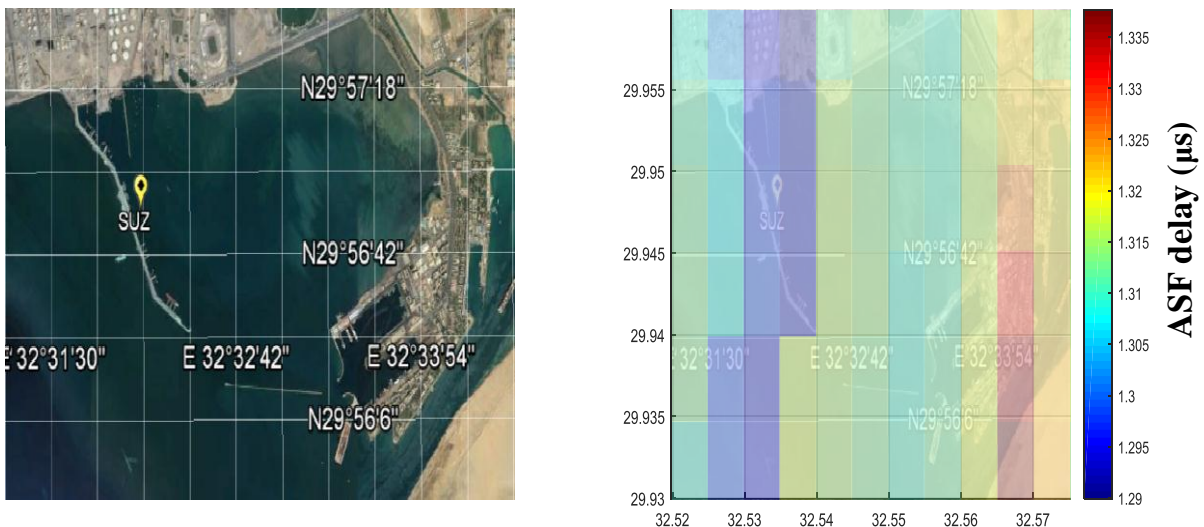 N29°57'18"
SUZ
N29°56'42"
E' 32°31'30"
E 32°32'42"
E 32°33'54"
N29°56'6"
29.955
29.95
29.945
29.94
29.935
29.93
32.52
32.53
32.54
32.55
32.56
32.57
N29°57'18"
SUZ
N29°56'42"
32°31'30"
E 32°32'42"
E 32°33'54"
N29°56'6"
1.335
1.33
1.325
1.32
1.315
1.31
1.305
1.3
1.295
1.29
ASF delay (µs)